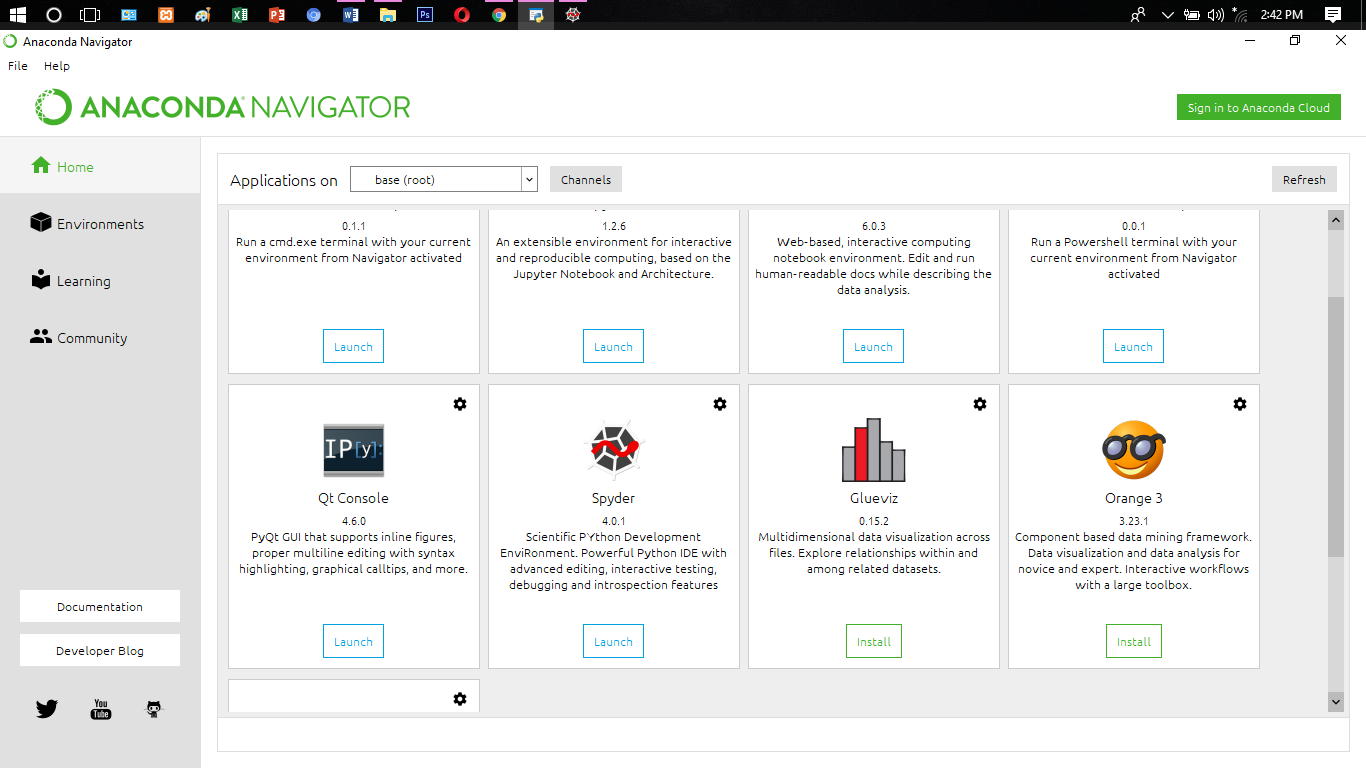 2:42 PM
Anaconda Navigator
File Help
ANACONDA NAVIGATOR
Sign in to Anaconda Cloud
Home
Environments
Learning
Community
Documentation
Developer Blog
You
Tube
Applications on
base (root)
Channels
Refresh
0.1.1
Run a cmd.exe terminal with your current
environment from Navigator activated
Launch
1.2.6
An extensible environment for interactive
and reproducible computing, based on the
Jupyter Notebook and Architecture.
Launch
6.0.3
Web-based, interactive computing
notebook environment. Edit and run
human-readable docs while describing the
data analysis.
Launch
0.0.1
Run a Powershell terminal with your
current environment from Navigator
activated
Launch
IP[y]:
Qt Console
4.6.0
PyQt GUI that supports inline figures,
proper multiline editing with syntax
highlighting, graphical calltips, and more.
Launch
Spyder
4.0.1
Scientific PYthon Development
EnviRonment. Powerful Python IDE with
advanced editing, interactive testing,
debugging and introspection features
Launch
Glueviz
0.15.2
Multidimensional data visualization across
files. Explore relationships within and
among related datasets.
Install
Orange 3
3.23.1
Component based data mining framework.
Data visualization and data analysis for
novice and expert. Interactive workflows
with a large toolbox.
Install